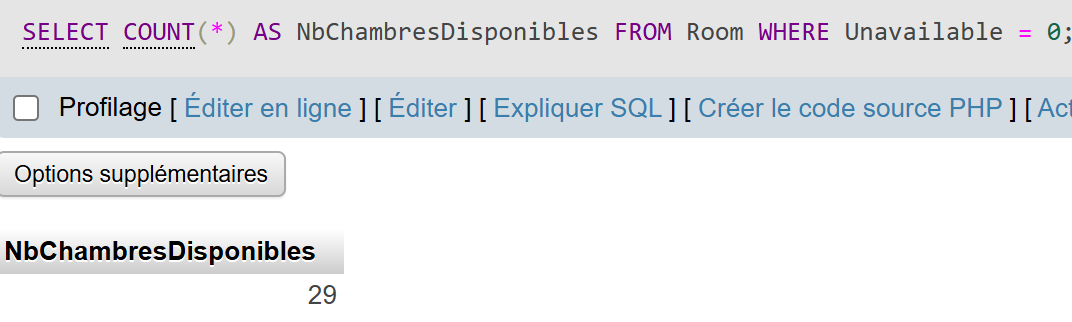 SELECT COUNT(*) AS NbChambresDisponibles FROM Room WHERE Unavailable = 0;
Profilage [ Éditer en ligne ] [ Éditer ] [ Expliquer SQL ] [ Créer le code source PHP ] [ Act
Options supplémentaires
NbChambresDisponibles
29